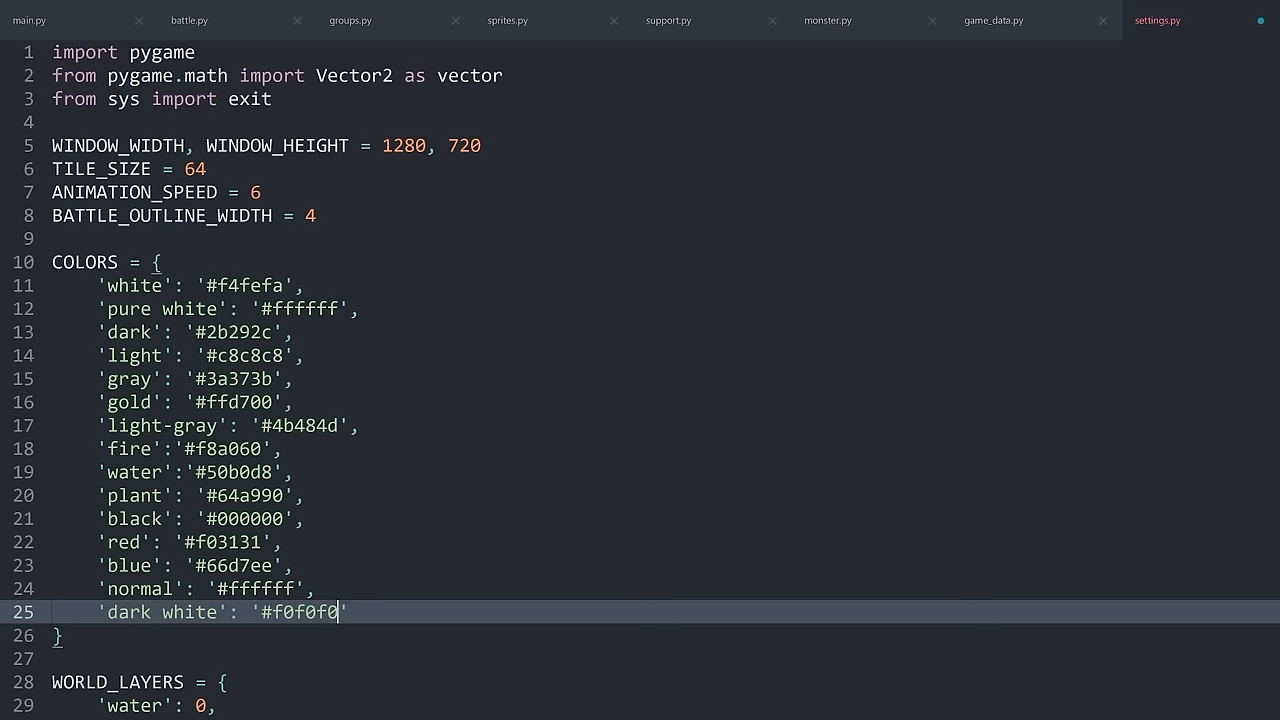 main.py battle.py groups.py sprites.py support.py monster.py game_data.py settings.py
1 import pygame
2 from pygame.math import Vector2 as vector
3 from sys import exit
4
5 WINDOW_WIDTH, WINDOW_HEIGHT = 1280, 720
6 TILE_SIZE = 64
7 ANIMATION_SPEED = 6
8 BATTLE_OUTLINE_WIDTH = 4
9
10 COLORS = {
11     'white': '#f4fefa',
12     'pure white': '#ffffff',
13     'dark': '#2b292c',
14     'light': '#c8c8c8',
15     'gray': '#3a373b',
16     'gold': '#ffd700',
17     'light-gray': '#4b484d',
18     'fire':'#f8a060',
19     'water':'#50b0d8',
20     'plant': '#64a990',
21     'black': '#000000',
22     'red': '#f03131',
23     'blue': '#66d7ee',
24     'normal': '#ffffff',
25     'dark white': '#f0f0f0'
26 }
27
28 WORLD_LAYERS = {
29     'water': 0,